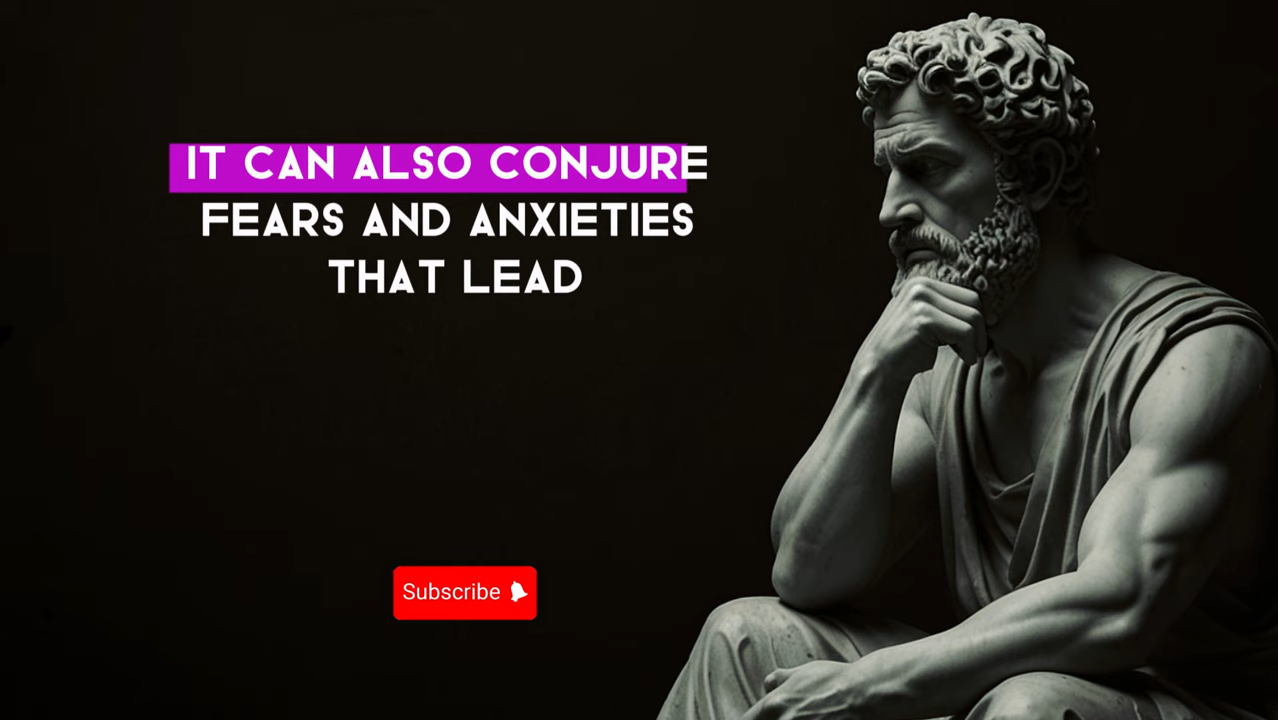 IT CAN ALSO CONJURE
FEARS AND ANXIETIES
THAT LEAD
Subscribe